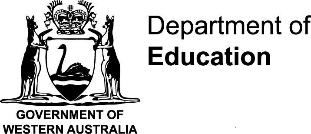 Department of
Education
GOVERNMENT OF
WESTERN AUSTRALIA